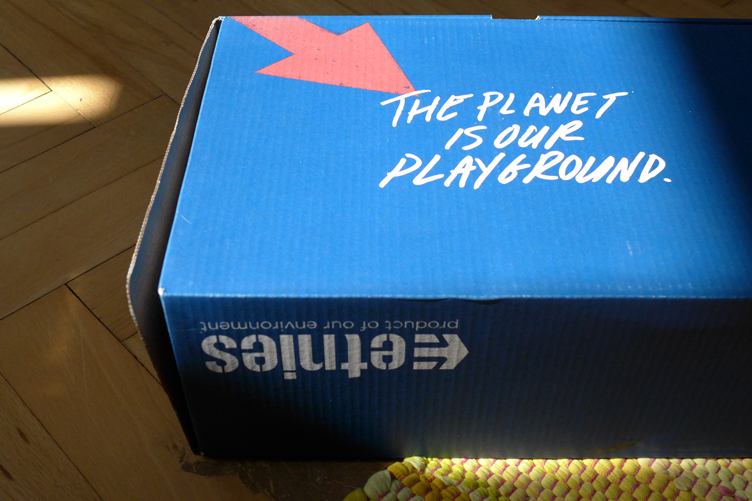 THE PLANET
IS OUR
PLAYGROUND.
etnies
product of our environment